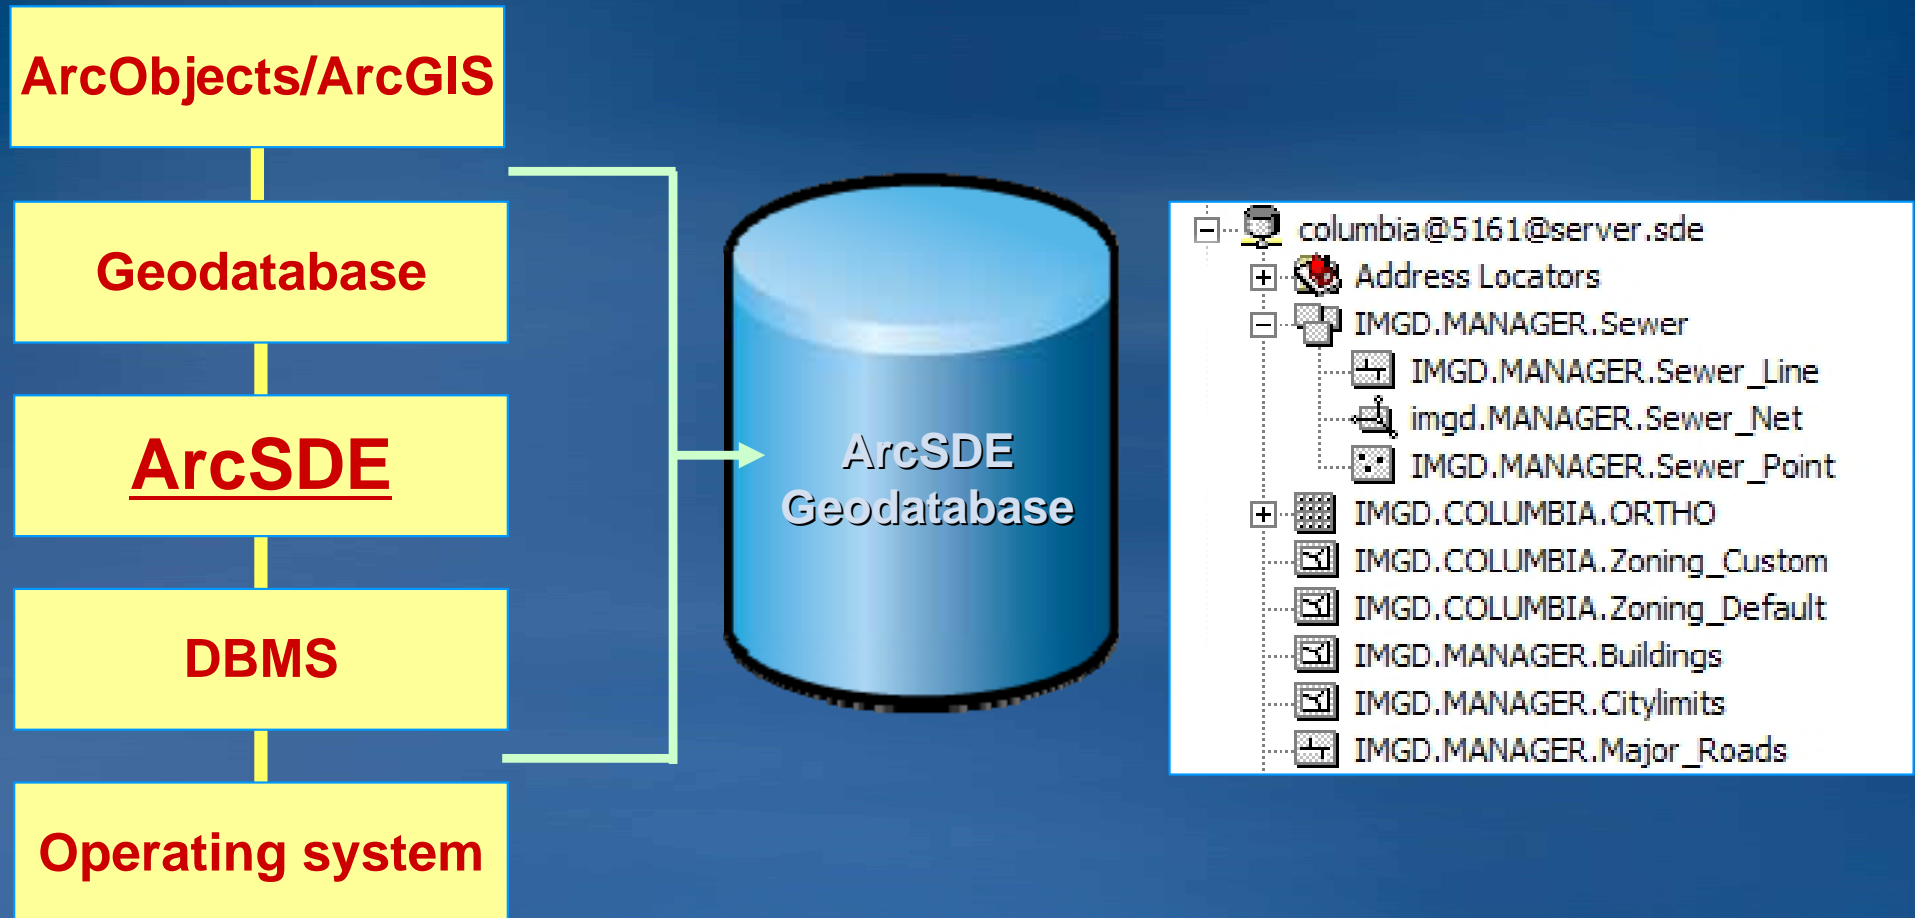 ArcObjects/ArcGIS
Geodatabase
ArcSDE
DBMS
Operating system
ArcSDE
Geodatabase
columbia@5161@server.sde
Address Locators
IMGD.MANAGER.Sewer
IMGD.MANAGER.Sewer_Line
imgd.MANAGER.Sewer_Net
IMGD.MANAGER.Sewer_Point
IMGD.COLUMBIA.ORTHO
IMGD.COLUMBIA.Zoning_Custom
IMGD.COLUMBIA.Zoning_Default
IMGD.MANAGER.Buildings
IMGD.MANAGER.Citylimits
IMGD.MANAGER.Major_Roads